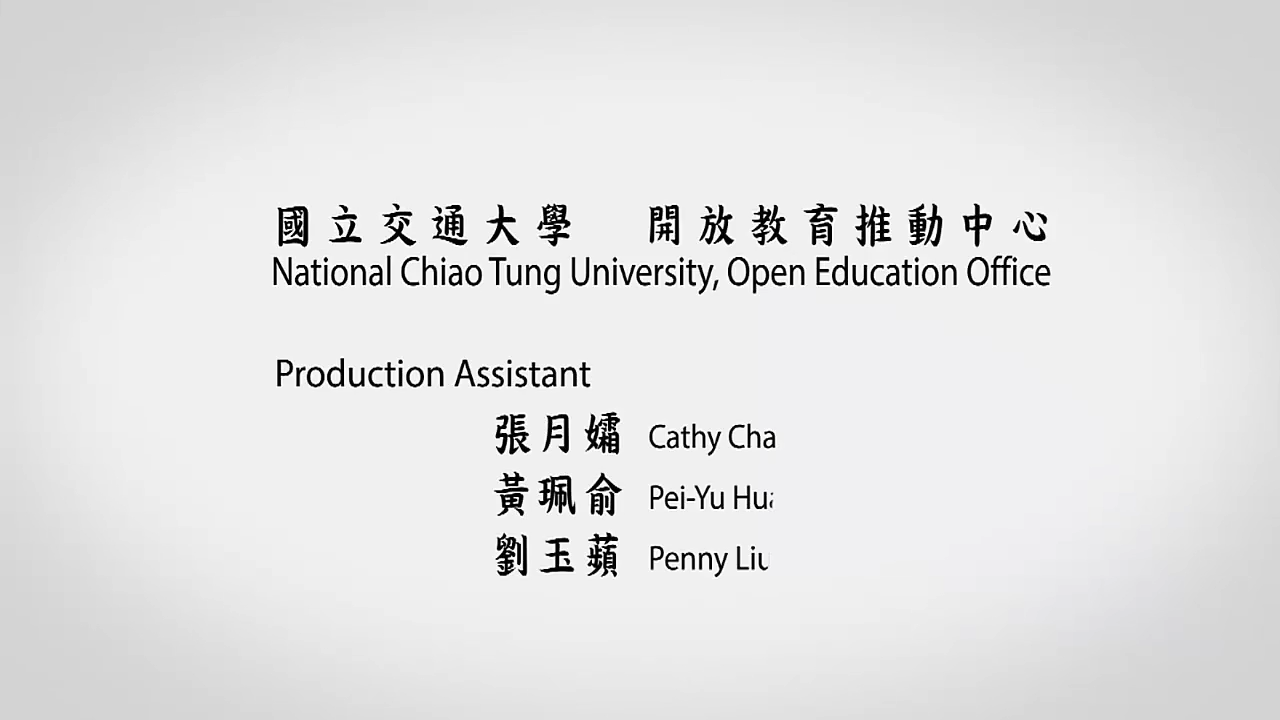 國立交通大學 開放教育推動中心
National Chiao Tung University, Open Education Office
Production Assistant
張月孀 Cathy Cha
黃珮俞 Pei-Yu Hu
劉玉蘋 Penny Liu